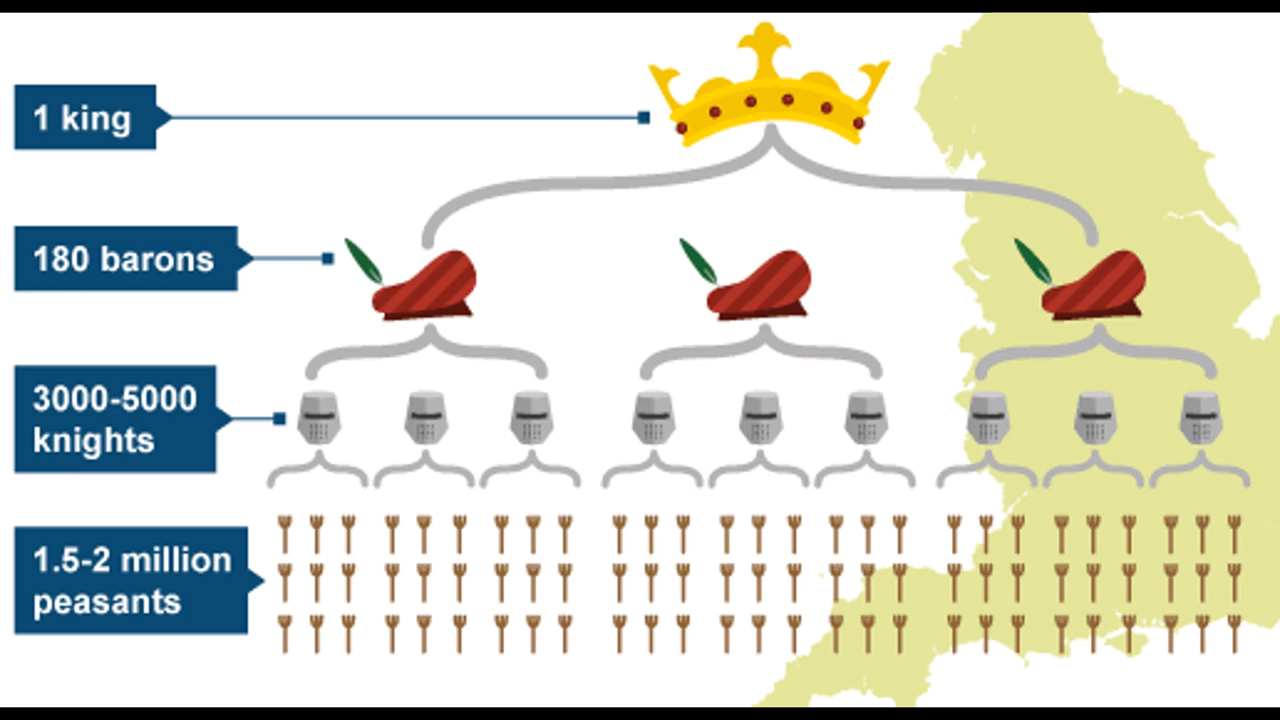 1 king
180 barons
3000-5000
knights
1.5-2 million
peasants